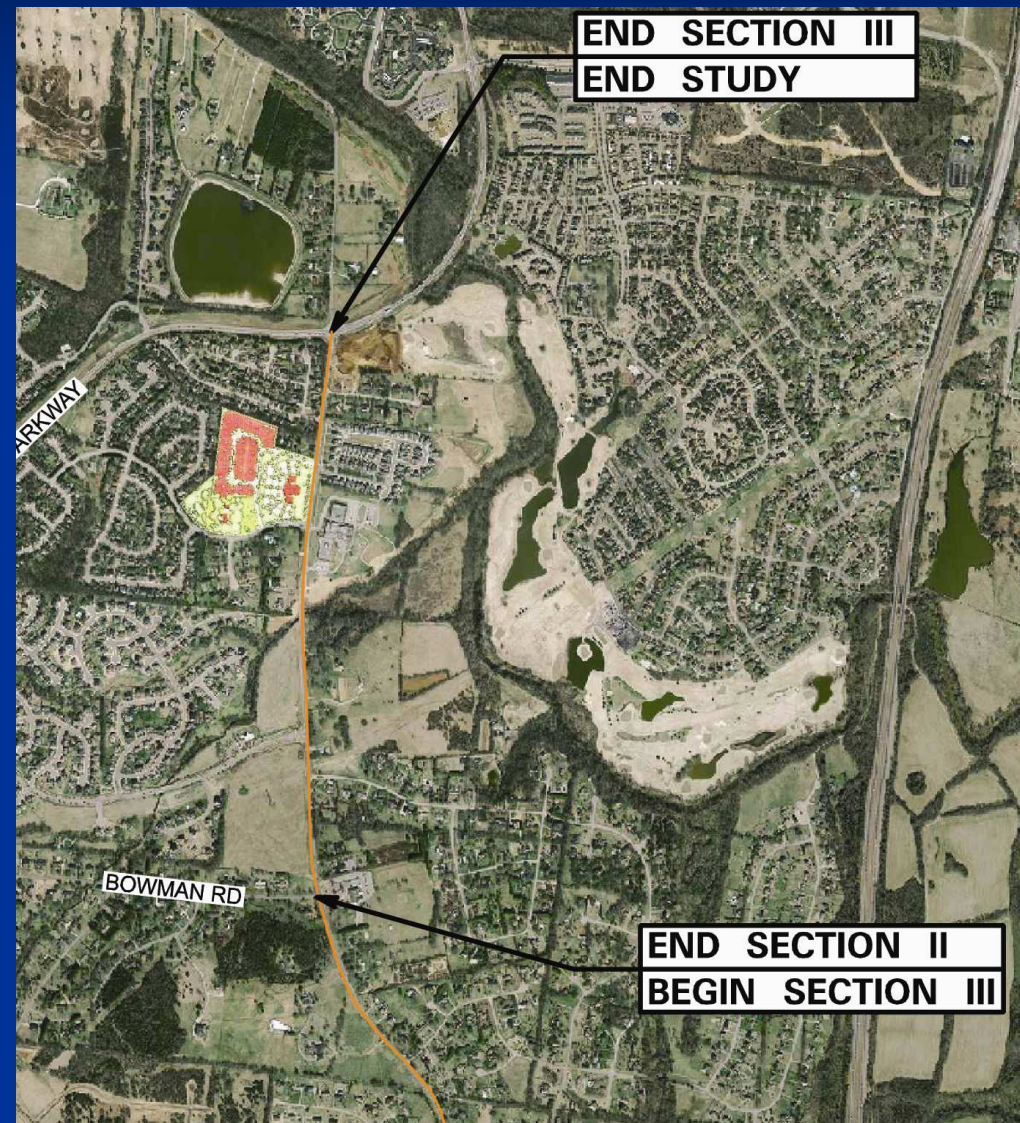 END SECTION III
END STUDY
ARKWAY
BOWMAN RD
END SECTION II
BEGIN SECTION III